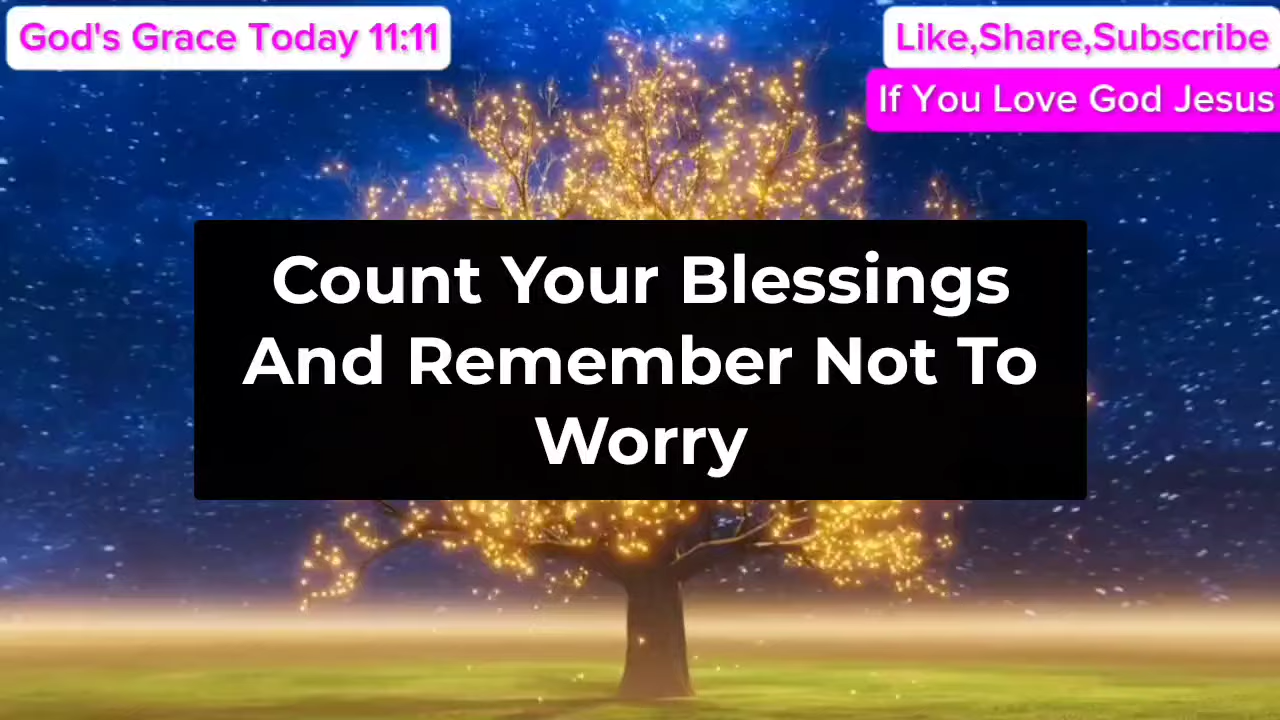 God's Grace Today 11:11
Like,Share,Subscribe
If You Love God Jesus
Count Your Blessings
And Remember Not To
Worry